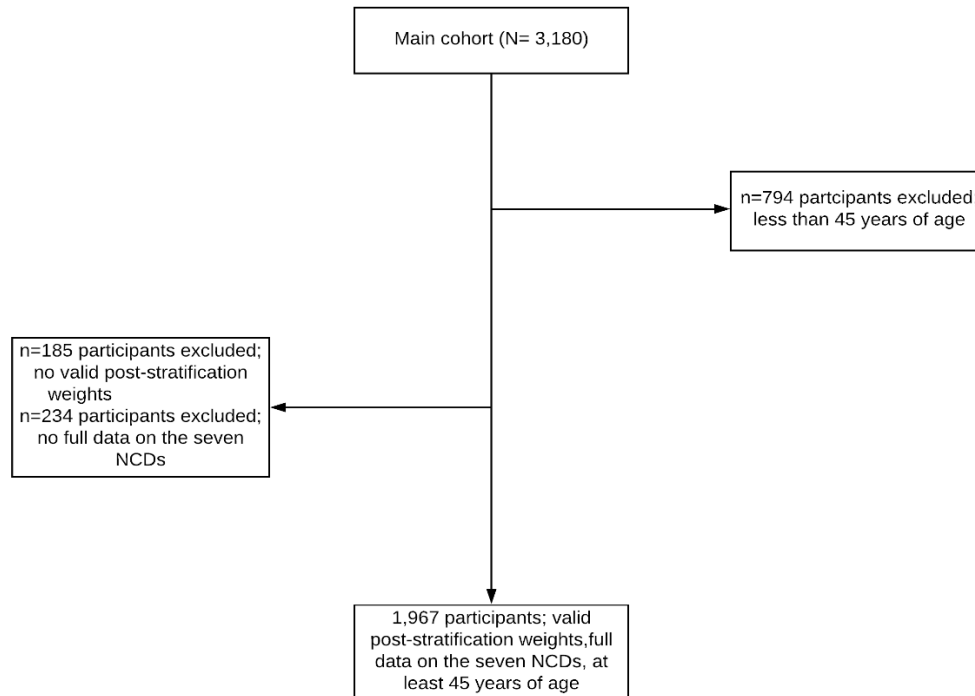 Main cohort (N= 3,180)
n=794 partcipants excluded;
less than 45 years of age
n=185 participants excluded;
no valid post-stratification
weights
n=234 participants excluded;
no full data on the seven
NCDs
1,967 participants; valid
post-stratification weights,full
data on the seven NCDs, at
least 45 years of age